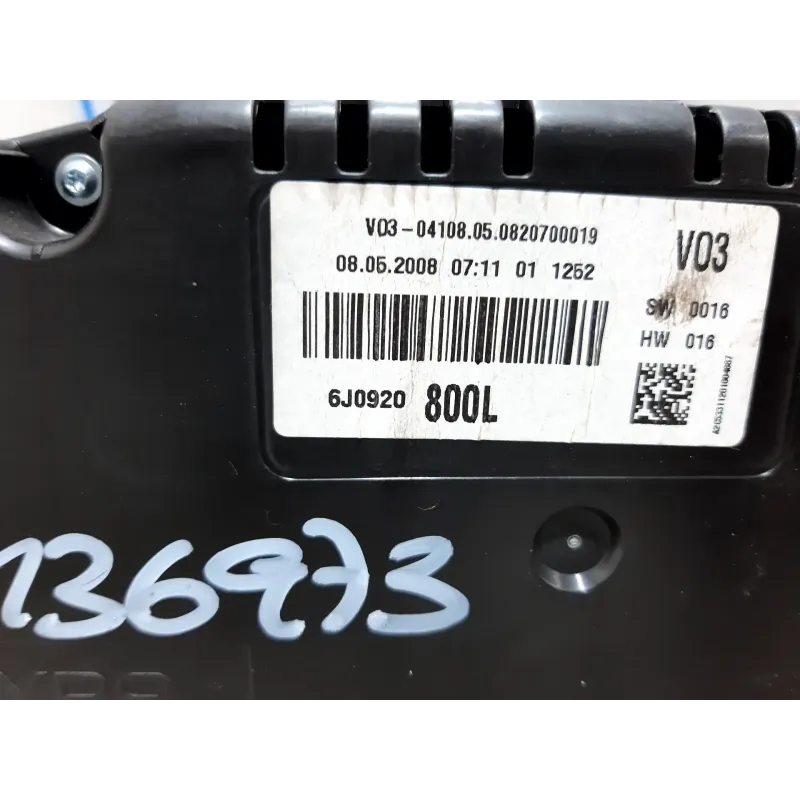 V03-04108.05.0820700019
V03
08.05.2008 07:11 01 1252
SW 0016
HW 016
6J0920 800L
A2C53311201004667
136973